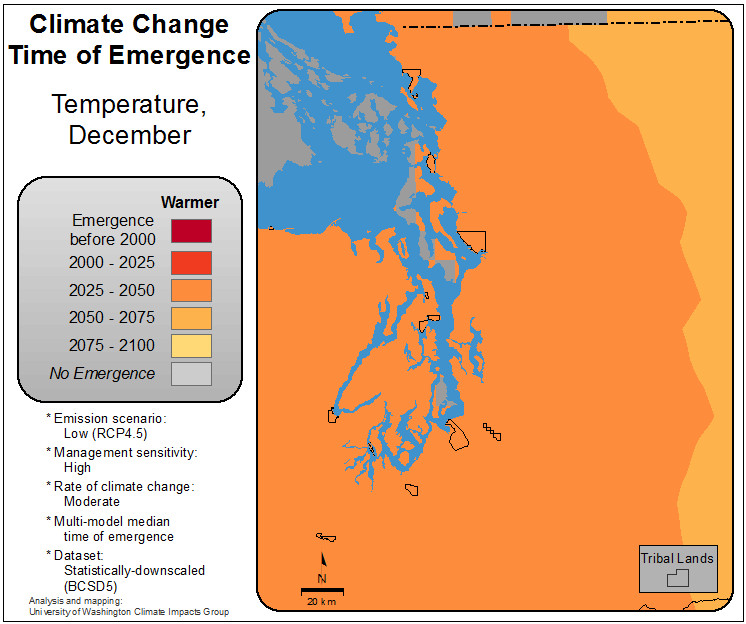 Climate Change
Time of Emergence
Temperature,
December
Warmer
Emergence
before 2000
2000 - 2025
2025 - 2050
2050 - 2075
2075 - 2100
No Emergence
* Emission scenario:
Low (RCP4.5)
* Management sensitivity:
High
* Rate of climate change:
Moderate
* Multi-model median
time of emergence
* Dataset:
Statistically-downscaled
(BCSD5)
Analysis and mapping:
University of Washington Climate Impacts Group
N
20 km
Tribal Lands